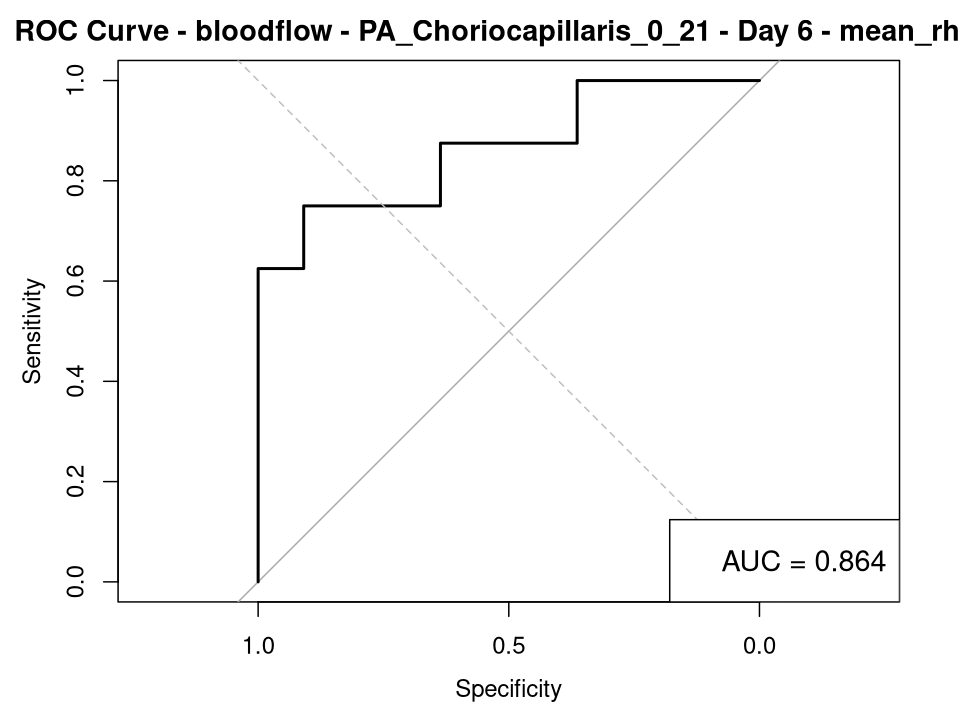 ROC Curve - bloodflow - PA_Choriocapillaris_0_21 - Day 6 - mean_rh
Sensitivity
1.0
0.8
0.6
0.4
0.2
0.0
AUC = 0.864
1.0 0.5 0.0
Specificity